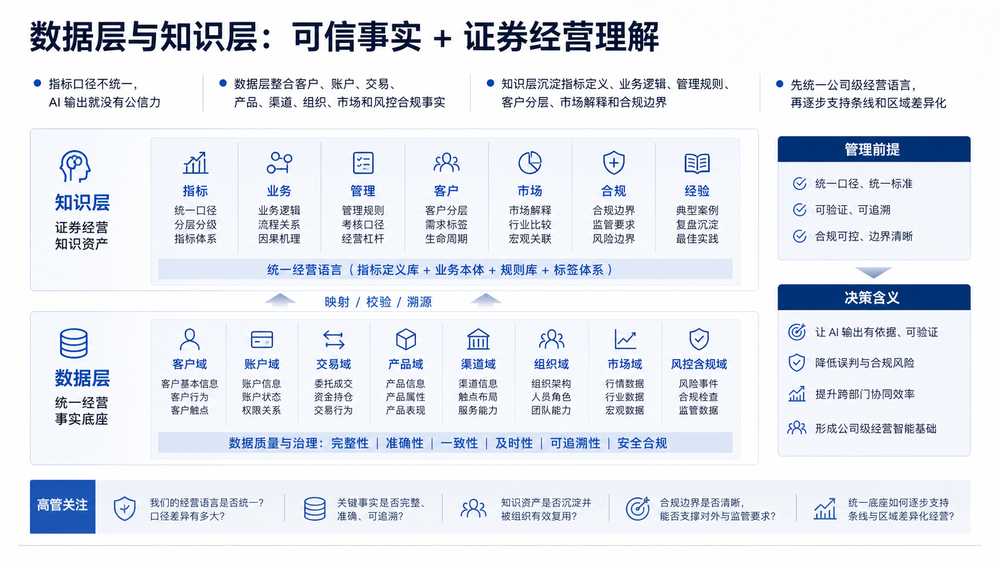 数据层与知识层：可信事实 + 证券经营理解
指标口径不统一，
AI 输出就没有公信力
数据层整合客户、账户、交易、
产品、渠道、组织、市场和风控合规事实
知识层沉淀指标定义、业务逻辑、管理规则、
客户分层、市场解释和合规边界
先统一公司级经营语言，
再逐步支持条线和区域差异化
知识层
证券经营
知识资产
指标
统一口径
分层分级
指标体系
业务
业务逻辑
流程关系
因果机理
管理
管理规则
考核口径
经营杠杆
客户
客户分层
需求标签
生命周期
市场
市场解释
行业比较
宏观关联
合规
合规边界
监管要求
风险边界
经验
典型案例
复盘沉淀
最佳实践
统一经营语言（指标定义库 + 业务本体 + 规则库 + 标签体系）
映射 / 校验 / 溯源
数据层
统一经营
事实底座
客户域
客户基本信息
客户行为
客户触点
账户域
账户信息
账户状态
权限关系
交易域
委托成交
资金持仓
交易行为
产品域
产品信息
产品属性
产品表现
渠道域
渠道信息
触点布局
服务能力
组织域
组织架构
人员角色
团队能力
市场域
行情数据
行业数据
宏观数据
风控含规域
风险事件
合规检查
监管数据
数据质量与治理：完整性 | 准确性 | 一致性 | 及时性 | 可追溯性 | 安全合规
管理前提
统一口径、统一标准
可验证、可追溯
合规可控、边界清晰
决策含义
让 AI 输出有依据、可验证
降低误判与合规风险
提升跨部门协同效率
形成公司级经营智能基础
高管关注
我们的经营语言是否统一？
口径差异有多大？
关键事实是否完整、
准确、可追溯？
知识资产是否沉淀并
被组织有效复用？
合规边界是否清晰，
能否支撑对外与监管要求？
统一底座如何逐步支持
条线与区域差异化经营？